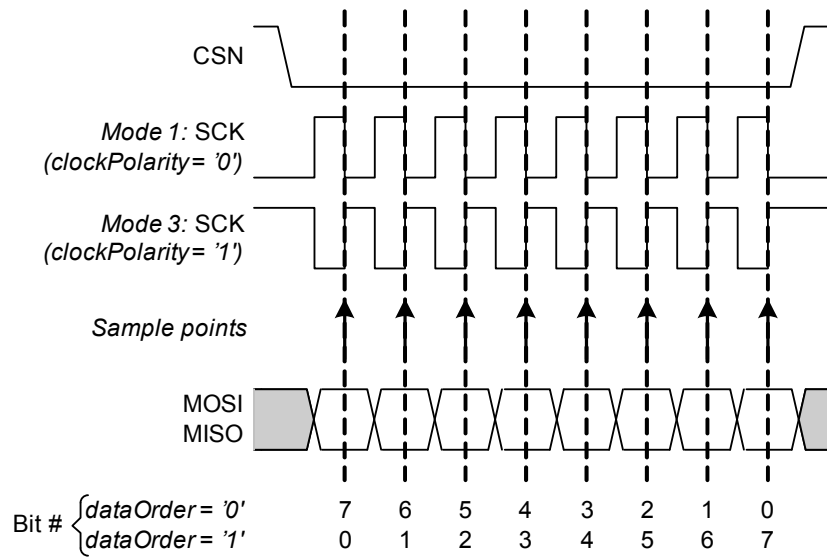 CSN
Mode 1: SCK
(clockPolarity= '0')
Mode 3: SCK
(clockPolarity= '1')
Sample points
MOSI
MISO
Bit #
dataOrder = '0' 7 6 5 4 3 2 1 0
dataOrder = '1' 0 1 2 3 4 5 6 7